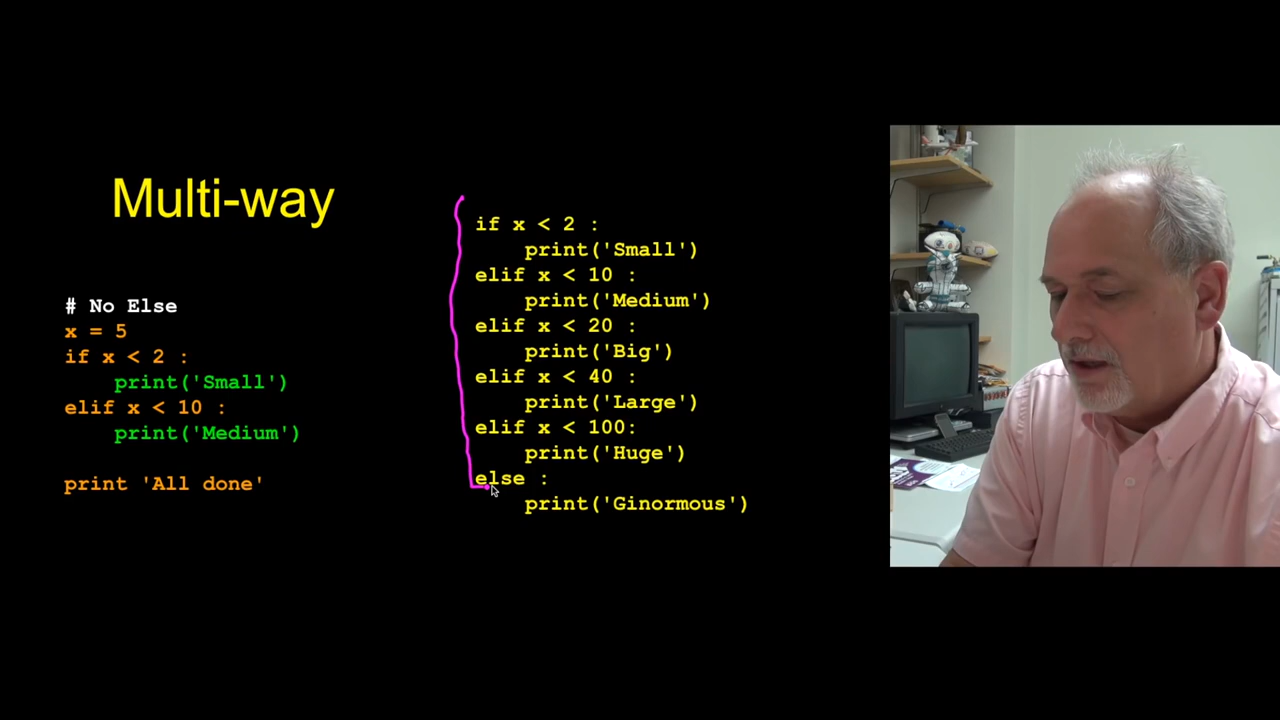 Multi-way
# No Else
x = 5
if x < 2 :
    print('Small')
elif x < 10 :
    print('Medium')

print 'All done'
if x < 2 :
    print('Small')
elif x < 10 :
    print('Medium')
elif x < 20 :
    print('Big')
elif x < 40 :
    print('Large')
elif x < 100:
    print('Huge')
else :
    print('Ginormous')